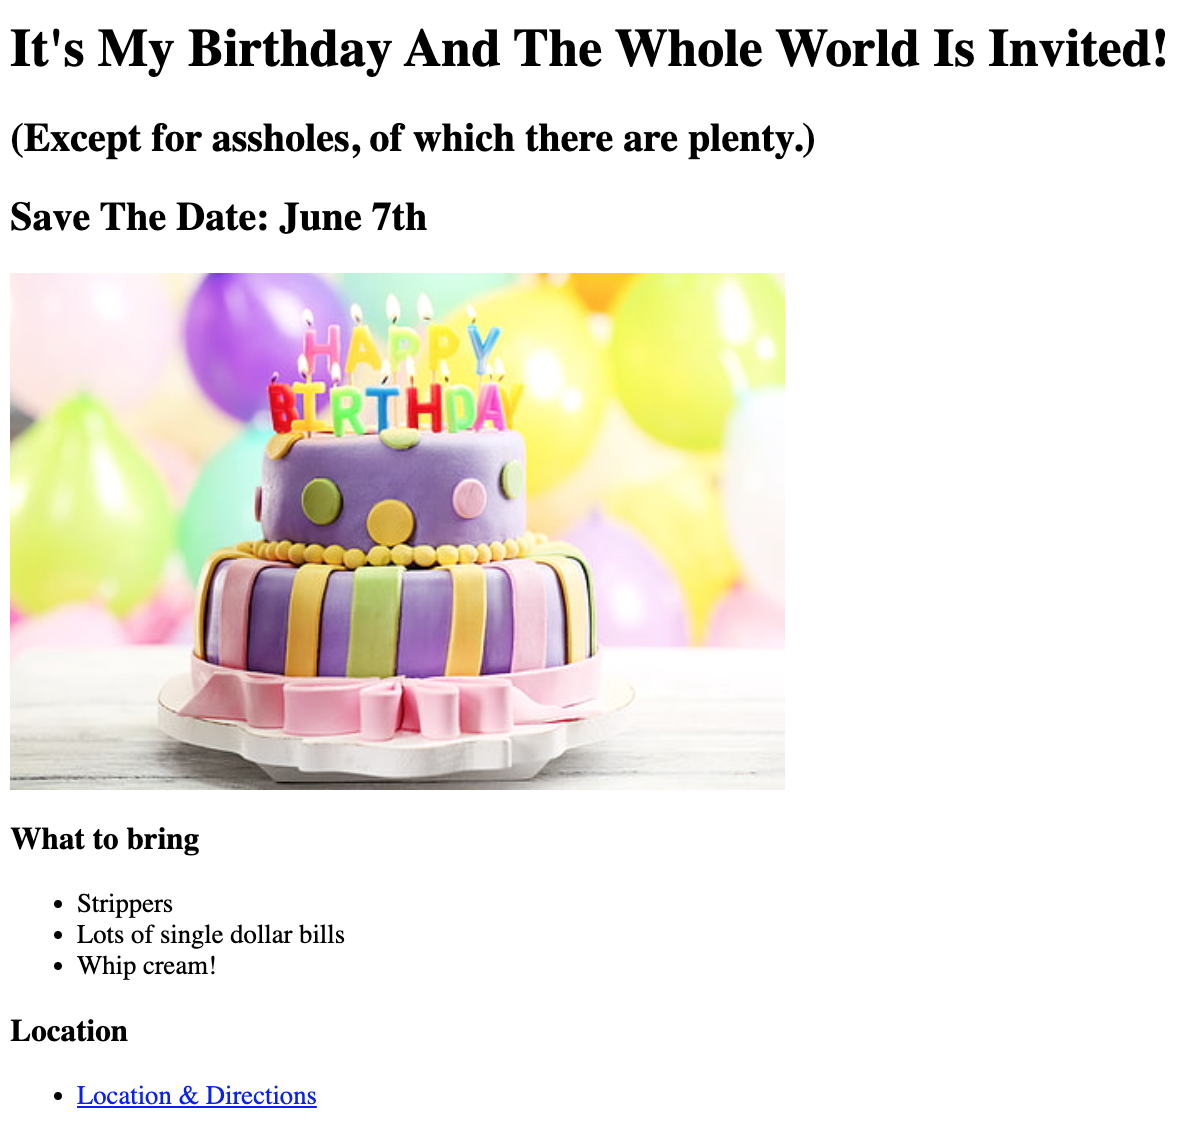 It's My Birthday And The Whole World Is Invited!
(Except for assholes, of which there are plenty.)
Save The Date: June 7th
HAPPY
BIRTHDAY
What to bring
Strippers
Lots of single dollar bills
Whip cream!
Location
Location & Directions